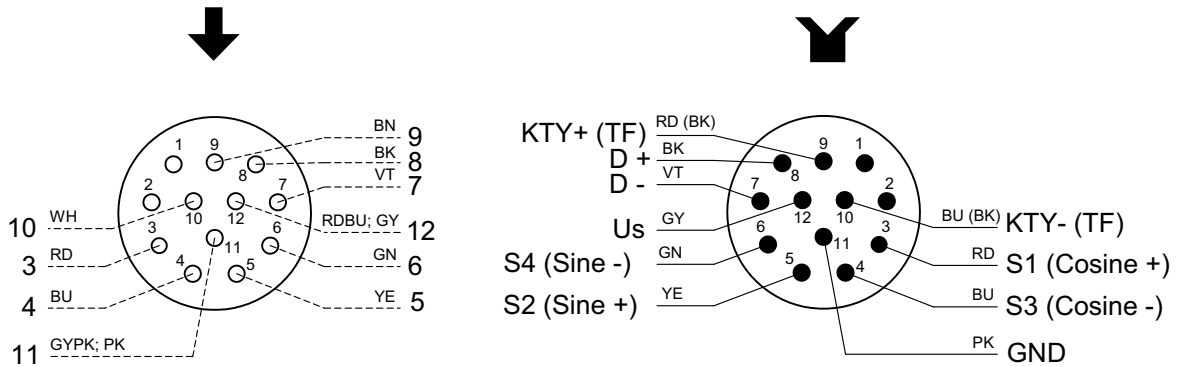 1
9
8
2
7
10
12
3
6
11
4
5
BN 9
BK 8
VT 7
RDBU; GY 12
GN 6
YE 5
WH 10
RD 3
BU 4
GYPK; PK 11
KTY+ (TF) RD (BK)
D + BK
D - VT
Us GY
S4 (Sine -) GN
S2 (Sine +) YE
9
1
8
7
2
12
10
6
3
11
5
4
BU (BK) KTY- (TF)
RD S1 (Cosine +)
BU S3 (Cosine -)
PK GND